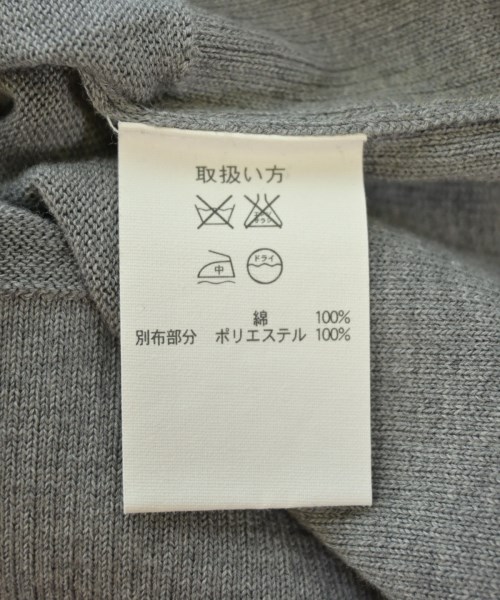 取扱い方
中 ドライ
綿 100%
別布部分 ポリエステル 100%